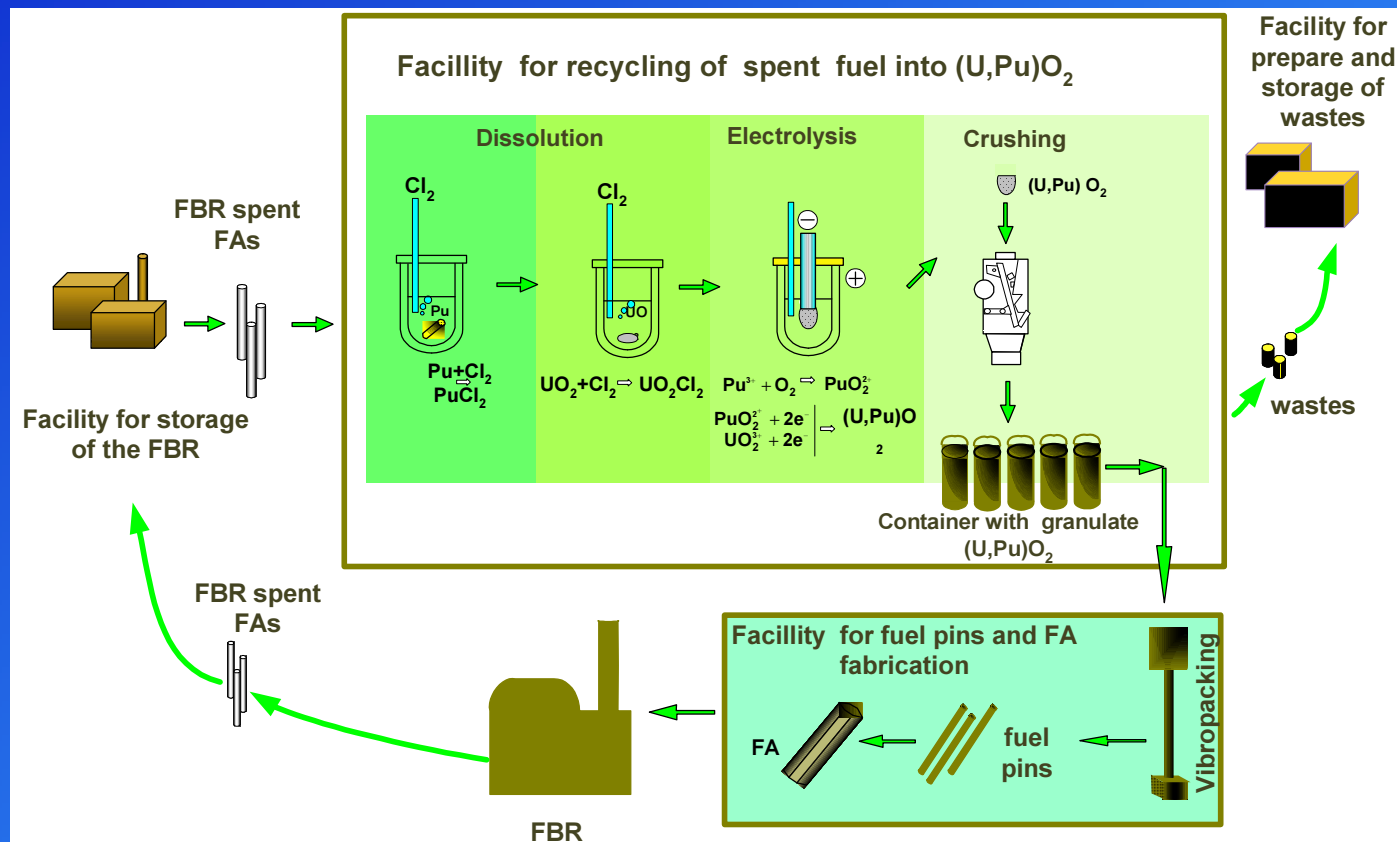 Facillity for recycling of spent fuel into (U,Pu)O₂
Facility for
prepare and
storage of
wastes
Dissolution
Electrolysis
Crushing
Cl₂
Cl₂
(U,Pu) O₂
FBR spent
FAs
Pu
UO
−
+
Pu+Cl₂
⇨
PuCl₂
UO₂+Cl₂⇨UO₂Cl₂
Pu³⁺ + O₂ ⇨ PuO₂²⁺
PuO₂²⁺ + 2e⁻
UO₂³⁺ + 2e⁻
⇨ (U,Pu)O
2
wastes
Facility for storage
of the FBR
Container with granulate
(U,Pu)O₂
FBR spent
FAs
Facillity for fuel pins and FA
fabrication
Vibropacking
FA
fuel
pins
FBR